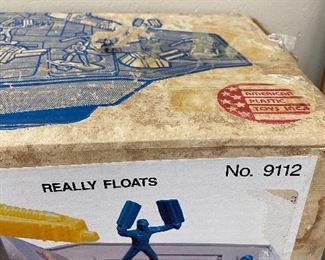 AMERICAN
PLASTIC
TOYS INC.
No. 9112
REALLY FLOATS